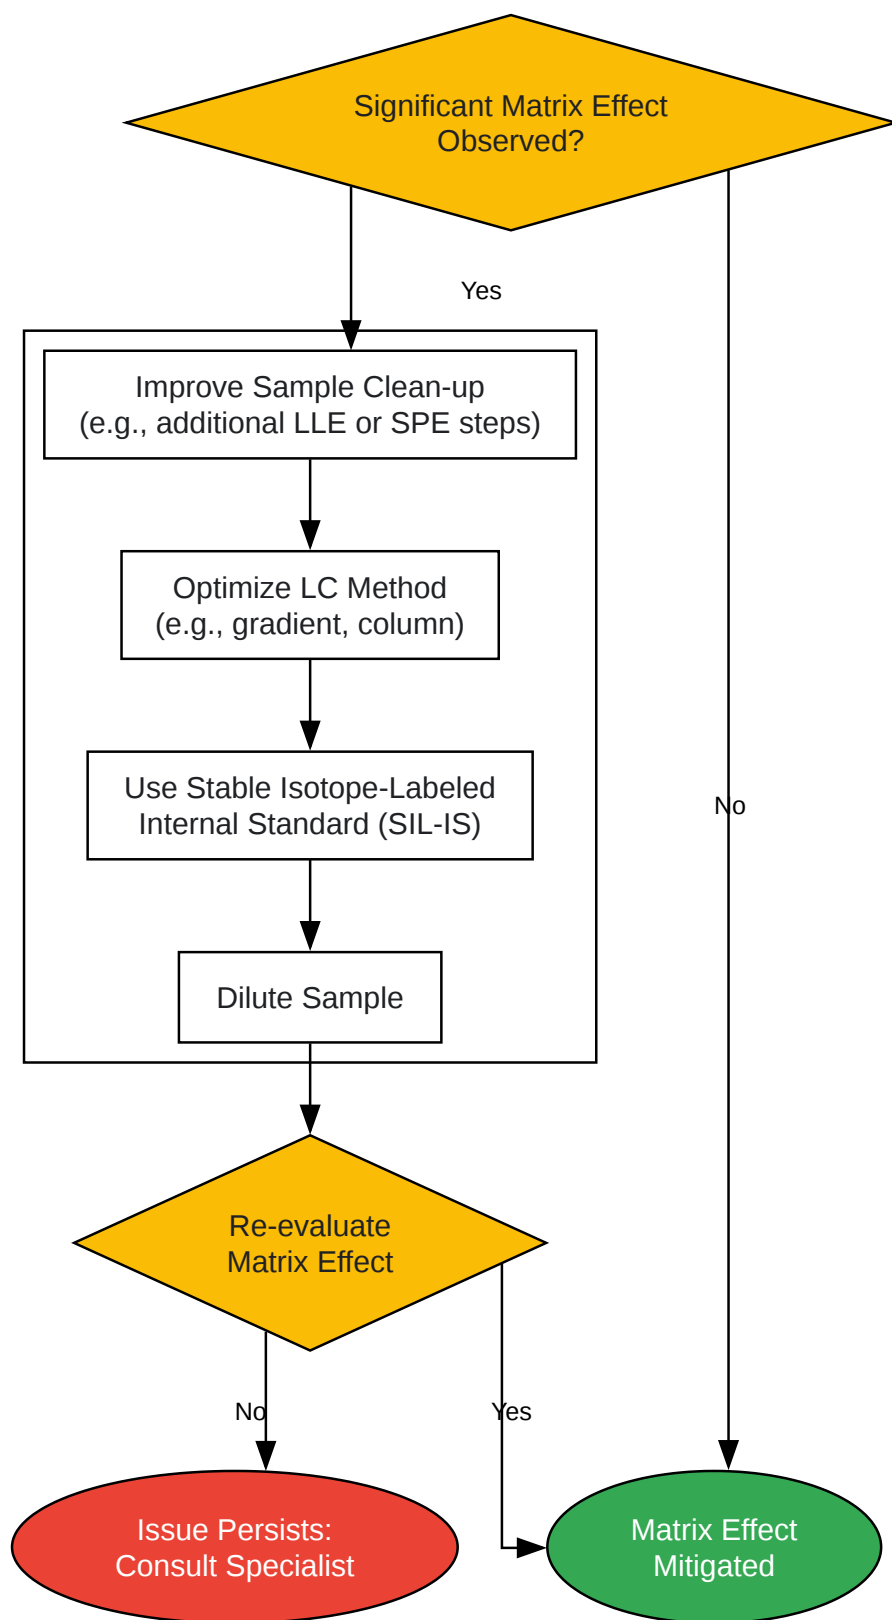 Significant Matrix Effect
Observed?
Yes
Improve Sample Clean-up
(e.g., additional LLE or SPE steps)
Optimize LC Method
(e.g., gradient, column)
Use Stable Isotope-Labeled
Internal Standard (SIL-IS)
No
Dilute Sample
Re-evaluate
Matrix Effect
No
Yes
Issue Persists:
Consult Specialist
Matrix Effect
Mitigated